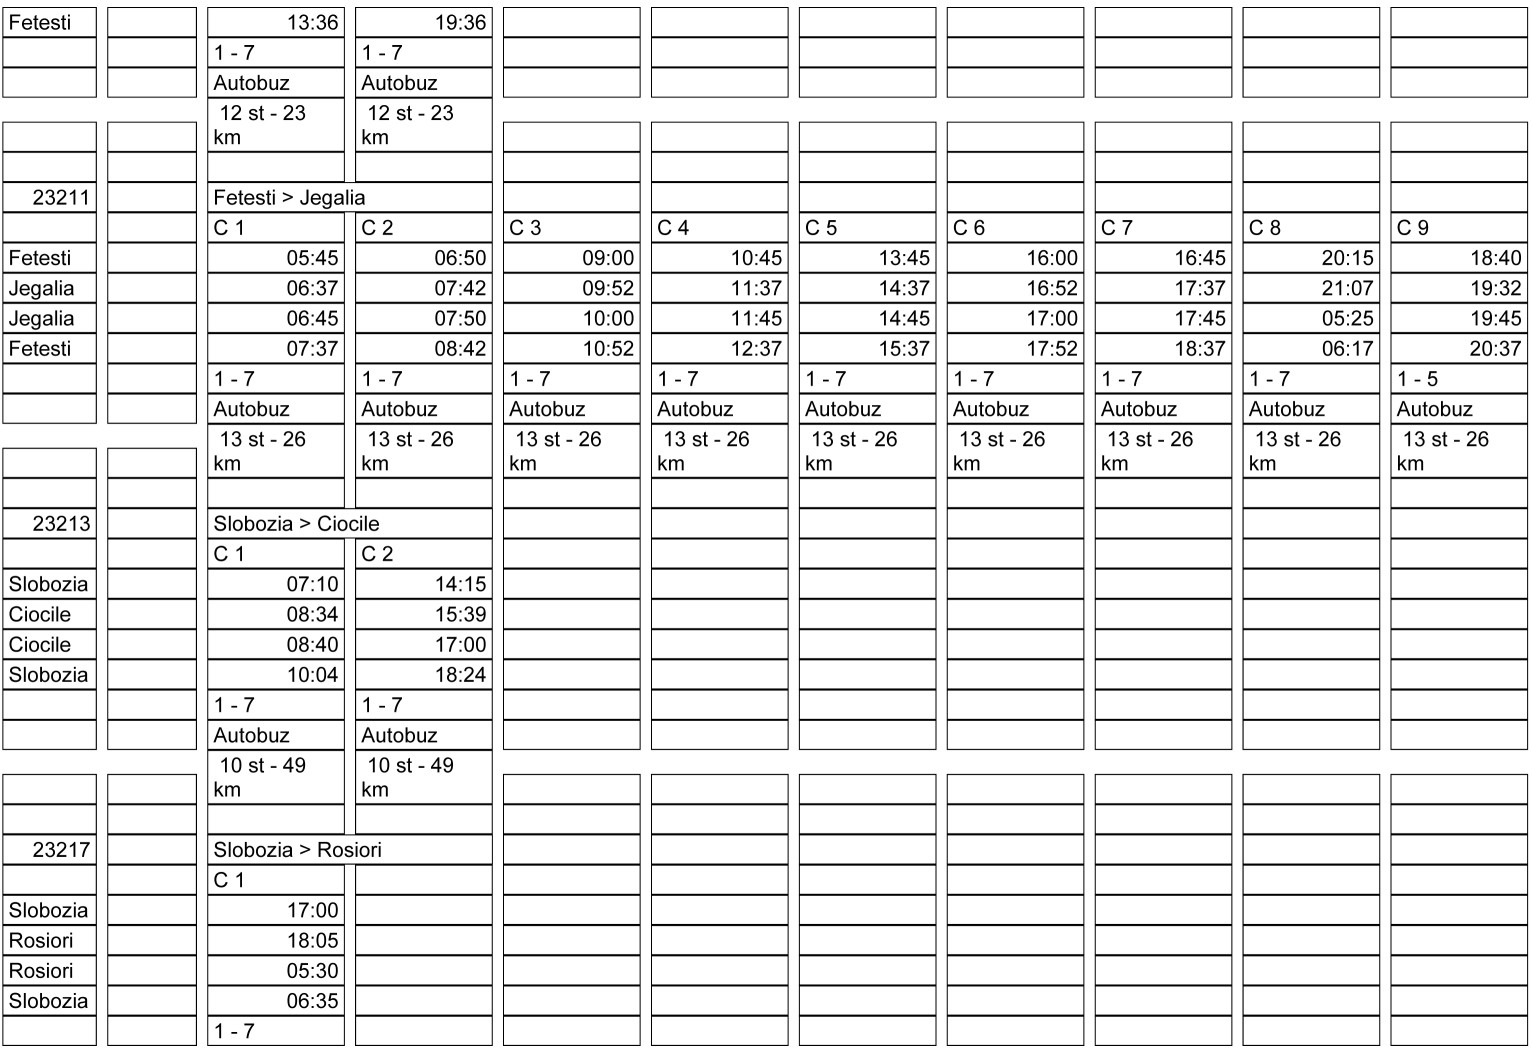 Fetesti 13:36 19:36
1 - 7 1 - 7
Autobuz Autobuz
12 st - 23 12 st - 23
km km
23211 Fetesti > Jegalia
C 1 C 2 C 3 C 4 C 5 C 6 C 7 C 8 C 9
Fetesti 05:45 06:50 09:00 10:45 13:45 16:00 16:45 20:15 18:40
Jegalia 06:37 07:42 09:52 11:37 14:37 16:52 17:37 21:07 19:32
Jegalia 06:45 07:50 10:00 11:45 14:45 17:00 17:45 05:25 19:45
Fetesti 07:37 08:42 10:52 12:37 15:37 17:52 18:37 06:17 20:37
1 - 7 1 - 7 1 - 7 1 - 7 1 - 7 1 - 7 1 - 7 1 - 7 1 - 5
Autobuz Autobuz Autobuz Autobuz Autobuz Autobuz Autobuz Autobuz Autobuz
13 st - 26 13 st - 26 13 st - 26 13 st - 26 13 st - 26 13 st - 26 13 st - 26 13 st - 26 13 st - 26
km km km km km km km km km
23213 Slobozia > Ciocile
C 1 C 2
Slobozia 07:10 14:15
Ciocile 08:34 15:39
Ciocile 08:40 17:00
Slobozia 10:04 18:24
1 - 7 1 - 7
Autobuz Autobuz
10 st - 49 10 st - 49
km km
23217 Slobozia > Rosiori
C 1
Slobozia 17:00
Rosiori 18:05
Rosiori 05:30
Slobozia 06:35
1 - 7